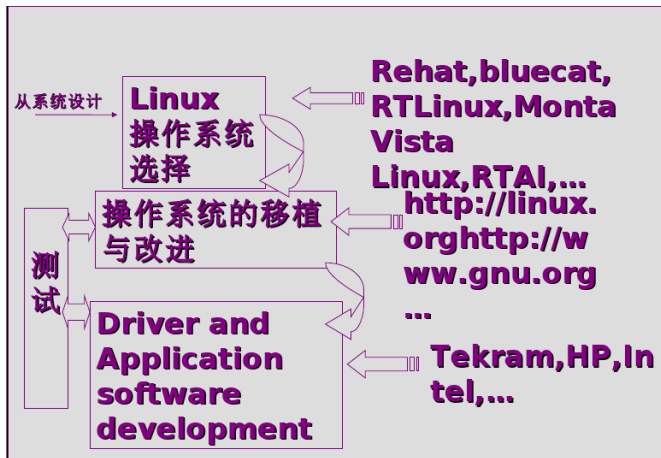 从系统设计
Linux
操作系统
选择
Rehat,bluecat,
RTLinux,Monta
Vista
Linux,RTAI,...
操作系统的移植
与改进
http://linux.
orghttp://w
ww.gnu.org
...
测
试
Driver and
Application
software
development
Tekram,HP,In
tel,...